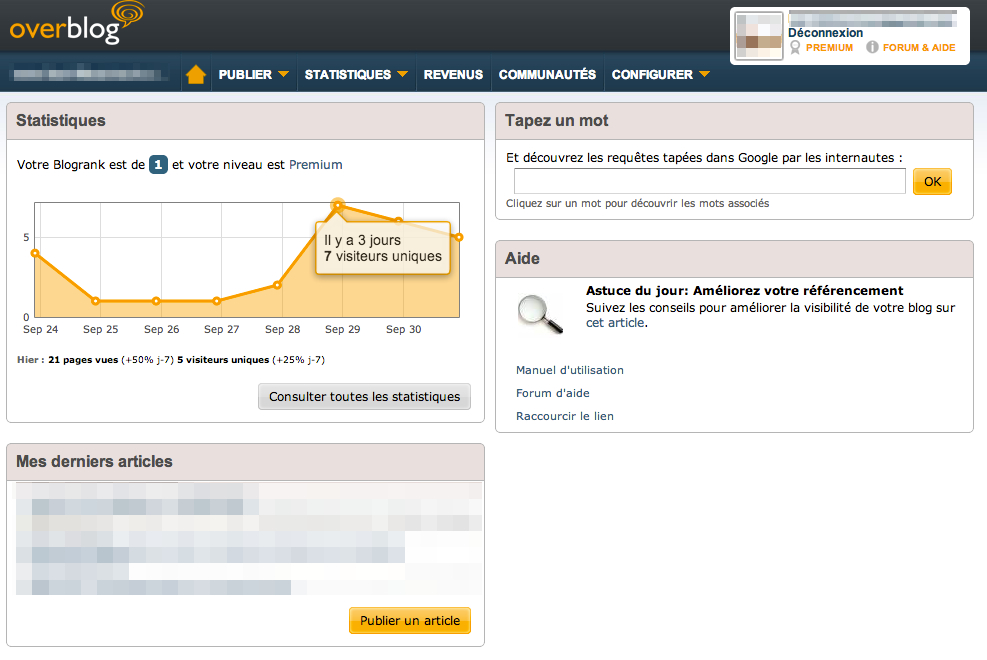 overblog
Déconnexion
PREMIUM FORUM & AIDE
PUBLIER STATISTIQUES REVENUS COMMUNAUTÉS CONFIGURER
Statistiques
Votre Blogrank est de 1 et votre niveau est Premium
5
0
Il y a 3 jours
7 visiteurs uniques
Sep 24 Sep 25 Sep 26 Sep 27 Sep 28 Sep 29 Sep 30
Hier : 21 pages vues (+50% j-7) 5 visiteurs uniques (+25% j-7)
Consulter toutes les statistiques
Mes derniers articles
Publier un article
Tapez un mot
Et découvrez les requêtes tapées dans Google par les internautes :
OK
Cliquez sur un mot pour découvrir les mots associés
Aide
Astuce du jour: Améliorez votre référencement
Suivez les conseils pour améliorer la visibilité de votre blog sur
cet article.
Manuel d'utilisation
Forum d'aide
Raccourcir le lien